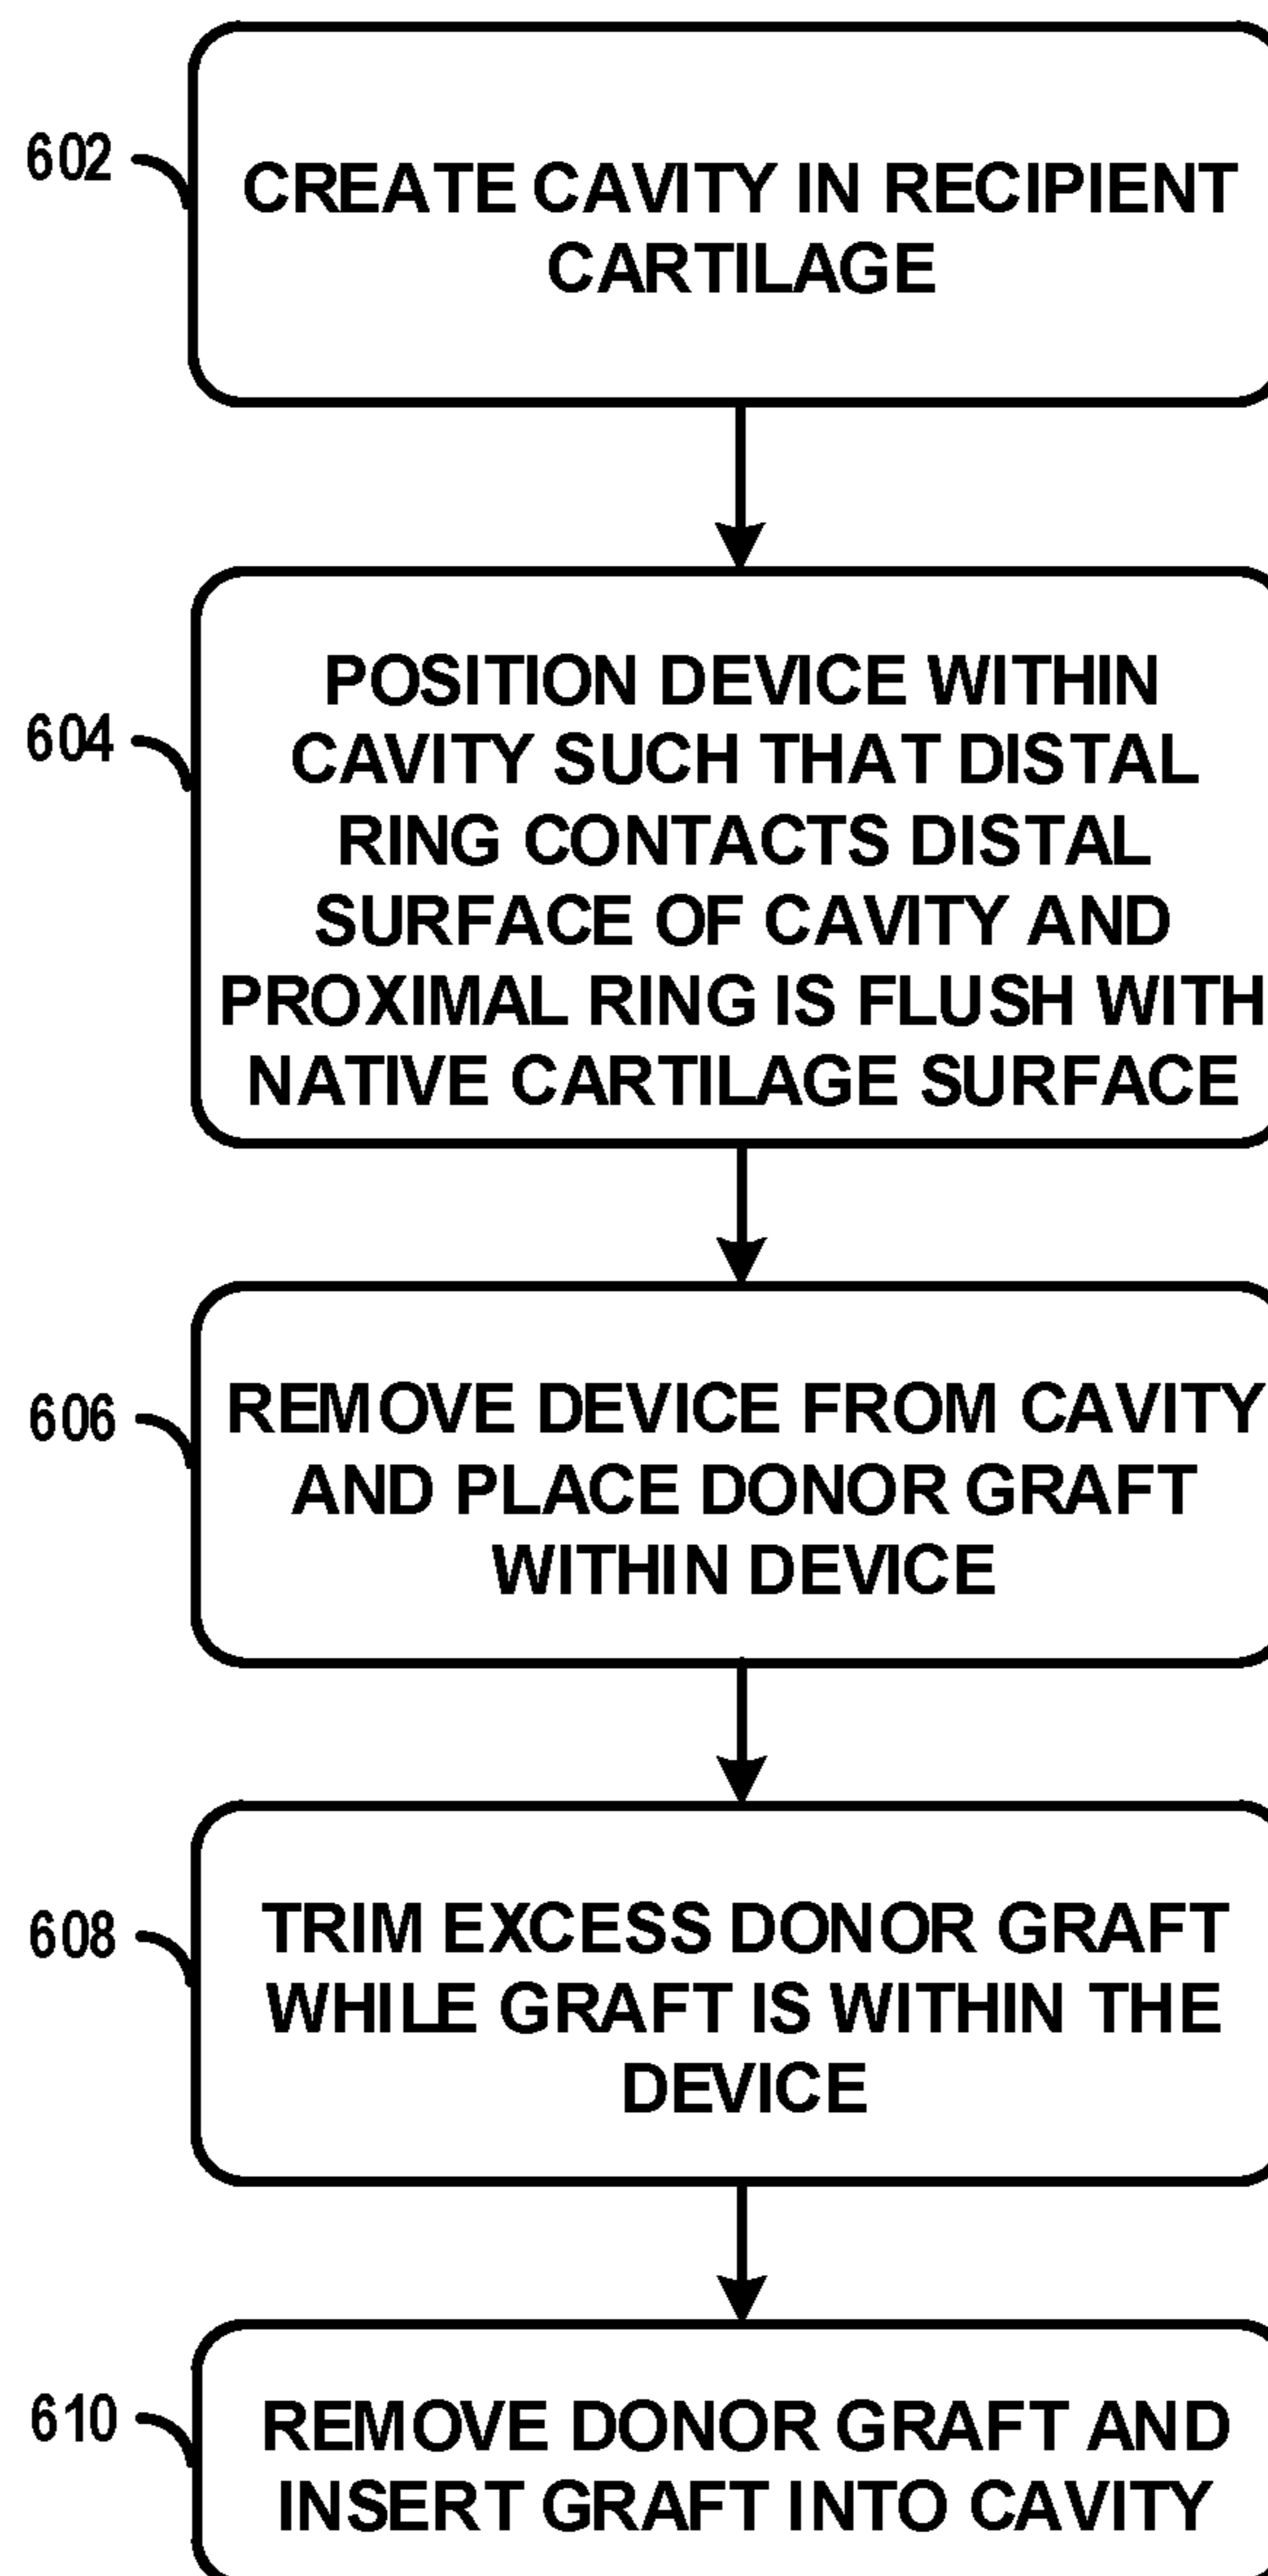 602
CREATE CAVITY IN RECIPIENT
CARTILAGE
604
POSITION DEVICE WITHIN
CAVITY SUCH THAT DISTAL
RING CONTACTS DISTAL
SURFACE OF CAVITY AND
PROXIMAL RING IS FLUSH WITH
NATIVE CARTILAGE SURFACE
606
REMOVE DEVICE FROM CAVITY
AND PLACE DONOR GRAFT
WITHIN DEVICE
608
TRIM EXCESS DONOR GRAFT
WHILE GRAFT IS WITHIN THE
DEVICE
610
REMOVE DONOR GRAFT AND
INSERT GRAFT INTO CAVITY